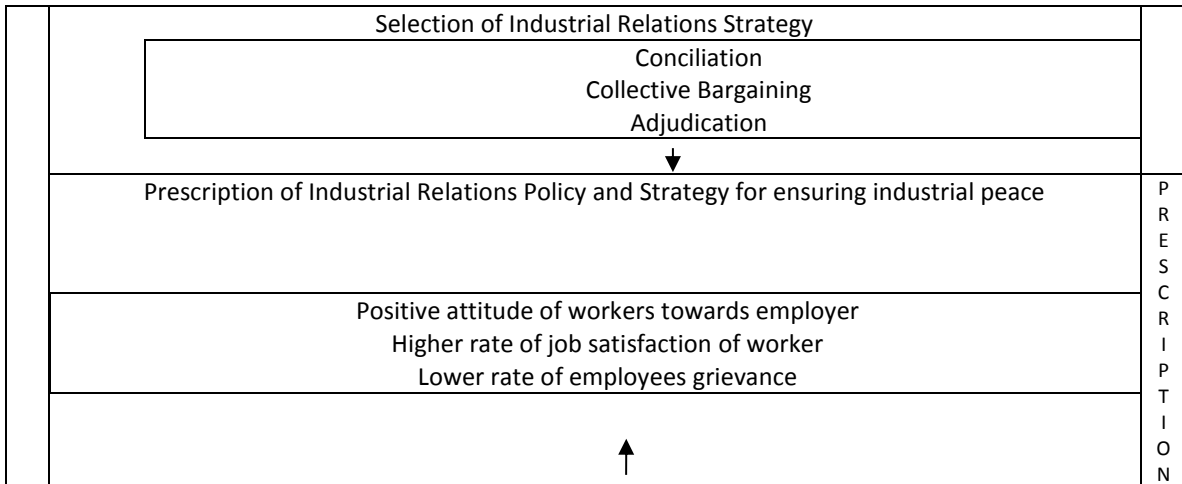 Selection of Industrial Relations Strategy
Conciliation
Collective Bargaining
Adjudication
Prescription of Industrial Relations Policy and Strategy for ensuring industrial peace
Positive attitude of workers towards employer
Higher rate of job satisfaction of worker
Lower rate of employees grievance
P
R
E
S
C
R
I
P
T
I
O
N